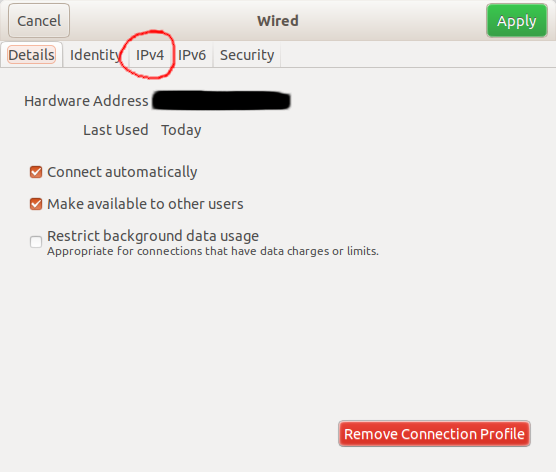 Cancel Wired Apply
Details Identity IPv4 IPv6 Security
Hardware Address
Last Used Today
Connect automatically
Make available to other users
Restrict background data usage
Appropriate for connections that have data charges or limits.
Remove Connection Profile